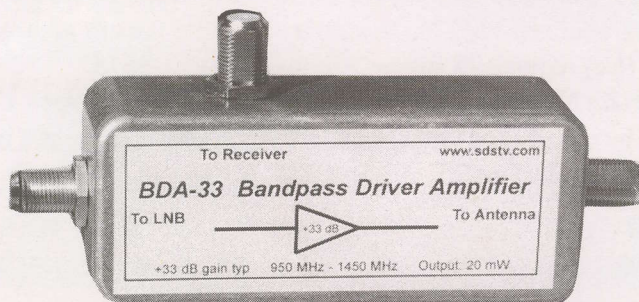 To Receiver www.sdstv.com
BDA-33 Bandpass Driver Amplifier
To LNB To Antenna
+33 dB
+33 dB gain typ 950 MHz - 1450 MHz Output: 20 mW